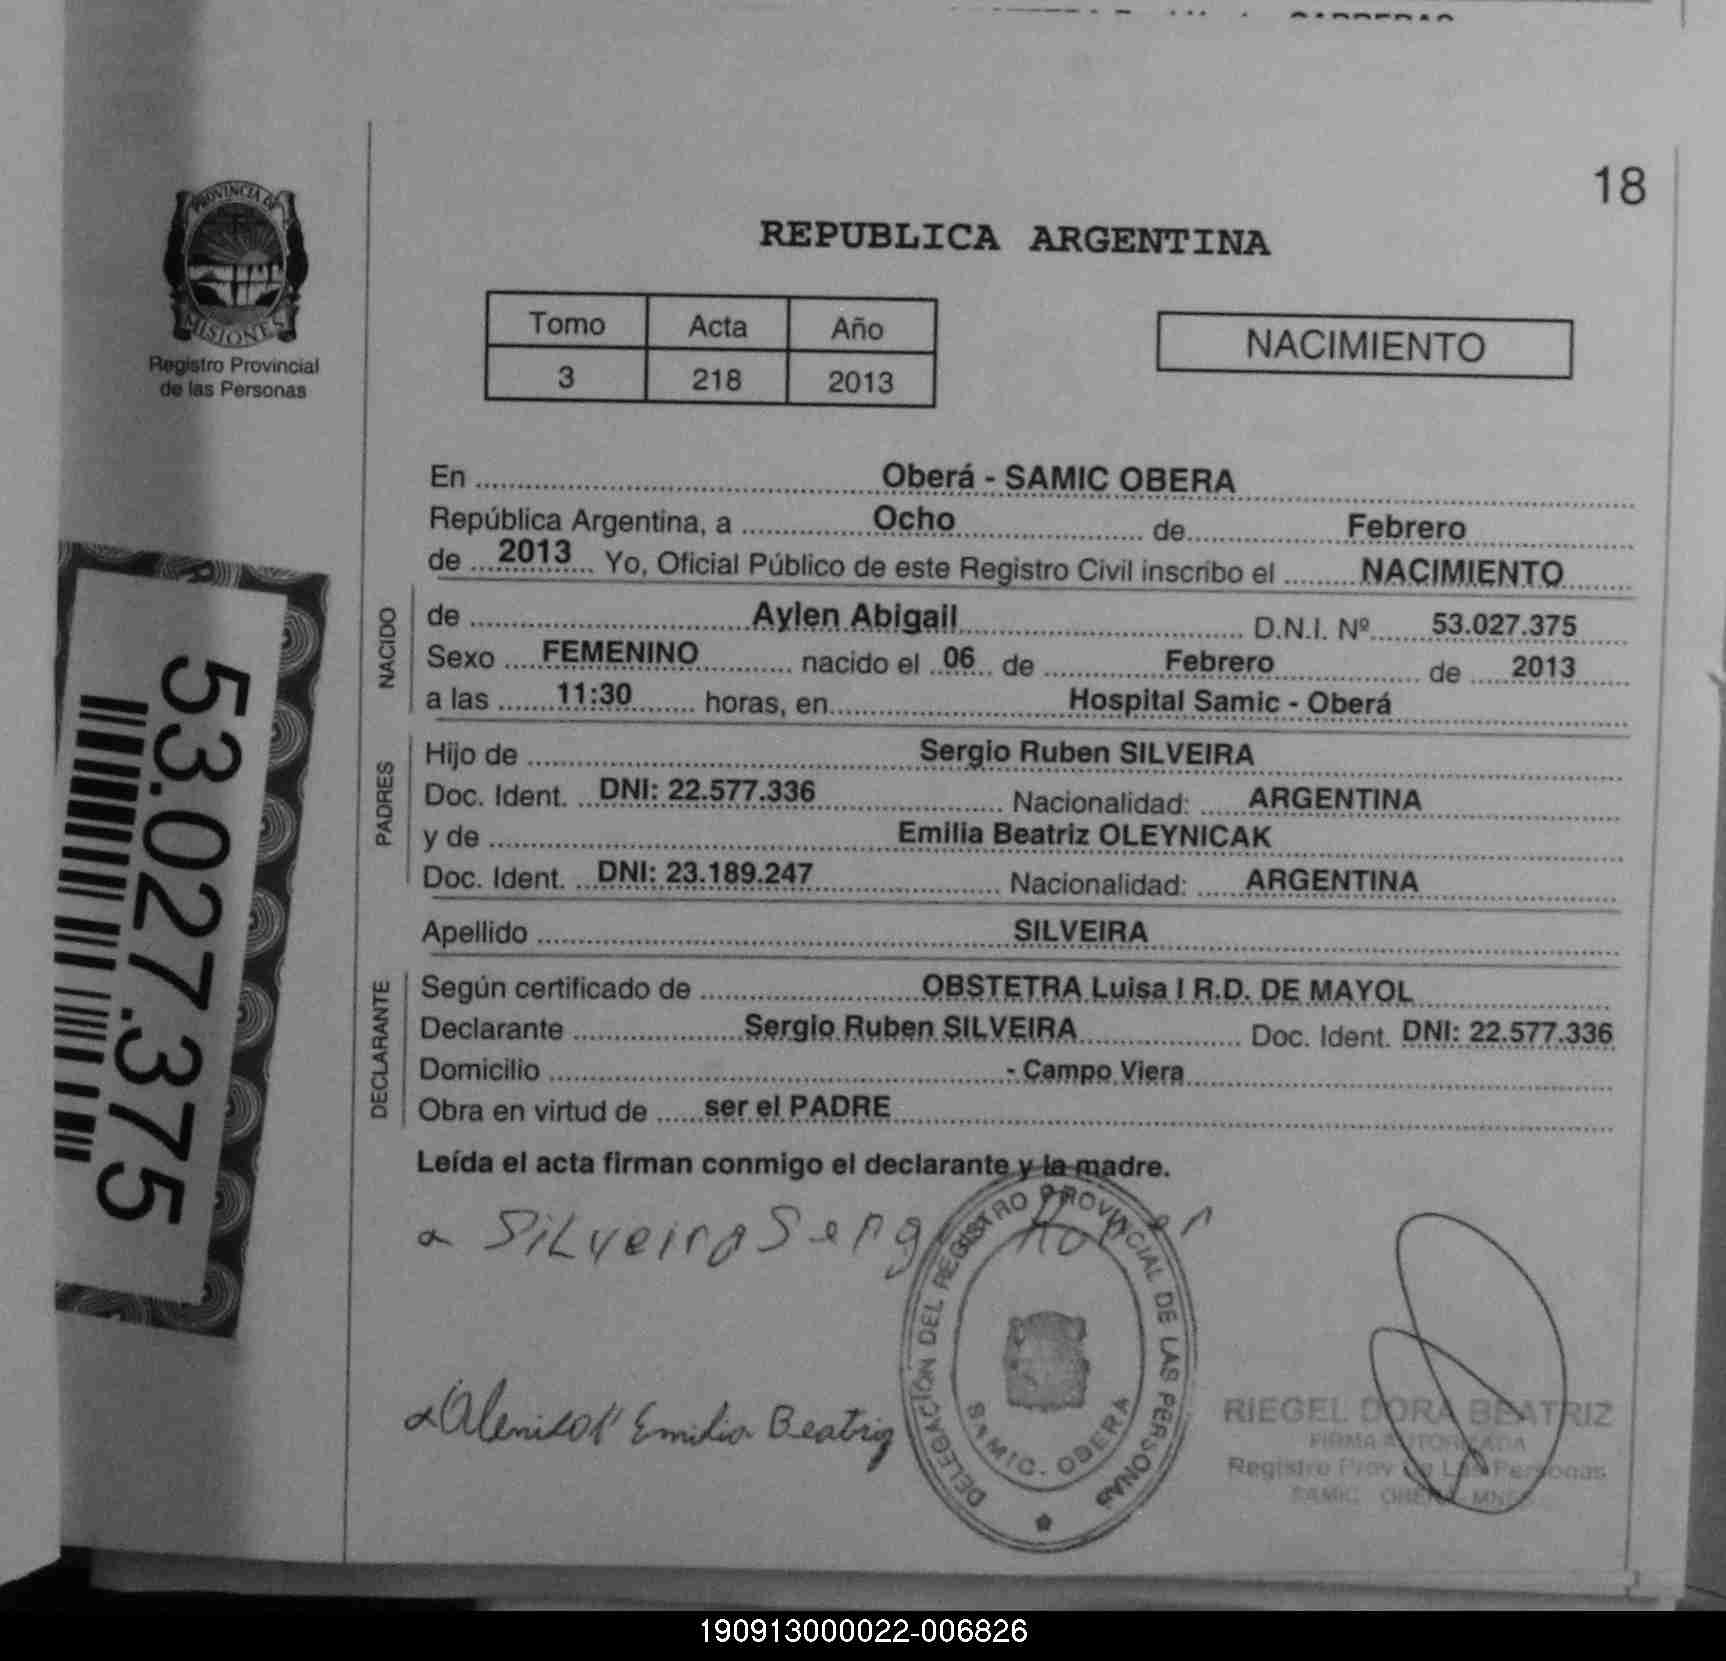 18
PROVINCIA DE
MISIONES
Registro Provincial
de las Personas
REPUBLICA ARGENTINA
Tomo Acta Año
3 218 2013
NACIMIENTO
En Oberá - SAMIC OBERA
República Argentina, a Ocho de Febrero
de 2013 Yo, Oficial Público de este Registro Civil inscribo el NACIMIENTO
NACIDO
de Aylen Abigail D.N.I. Nº 53.027.375
Sexo FEMENINO nacido el 06 de Febrero de 2013
a las 11:30 horas, en Hospital Samic - Oberá
PADRES
Hijo de Sergio Ruben SILVEIRA
Doc. Ident. DNI: 22.577.336 Nacionalidad: ARGENTINA
y de Emilia Beatriz OLEYNICAK
Doc. Ident. DNI: 23.189.247 Nacionalidad: ARGENTINA
Apellido SILVEIRA
DECLARANTE
Según certificado de OBSTETRA Luisa I R.D. DE MAYOL
Declarante Sergio Ruben SILVEIRA Doc. Ident. DNI: 22.577.336
Domicilio - Campo Viera
Obra en virtud de ser el PADRE
Leída el acta firman conmigo el declarante y la madre.
SiLveira
Emilia Beatriz
DELEGACIÓN DEL REGISTRO PROVINCIAL DE LAS PERSONAS
SAMIC. OBERA
RIEGEL DORA BEATRIZ
FIRMA AUTORIZADA
Registro Prov De Las Personas
SAMIC OBERA
53.027.375
190913000022-006826